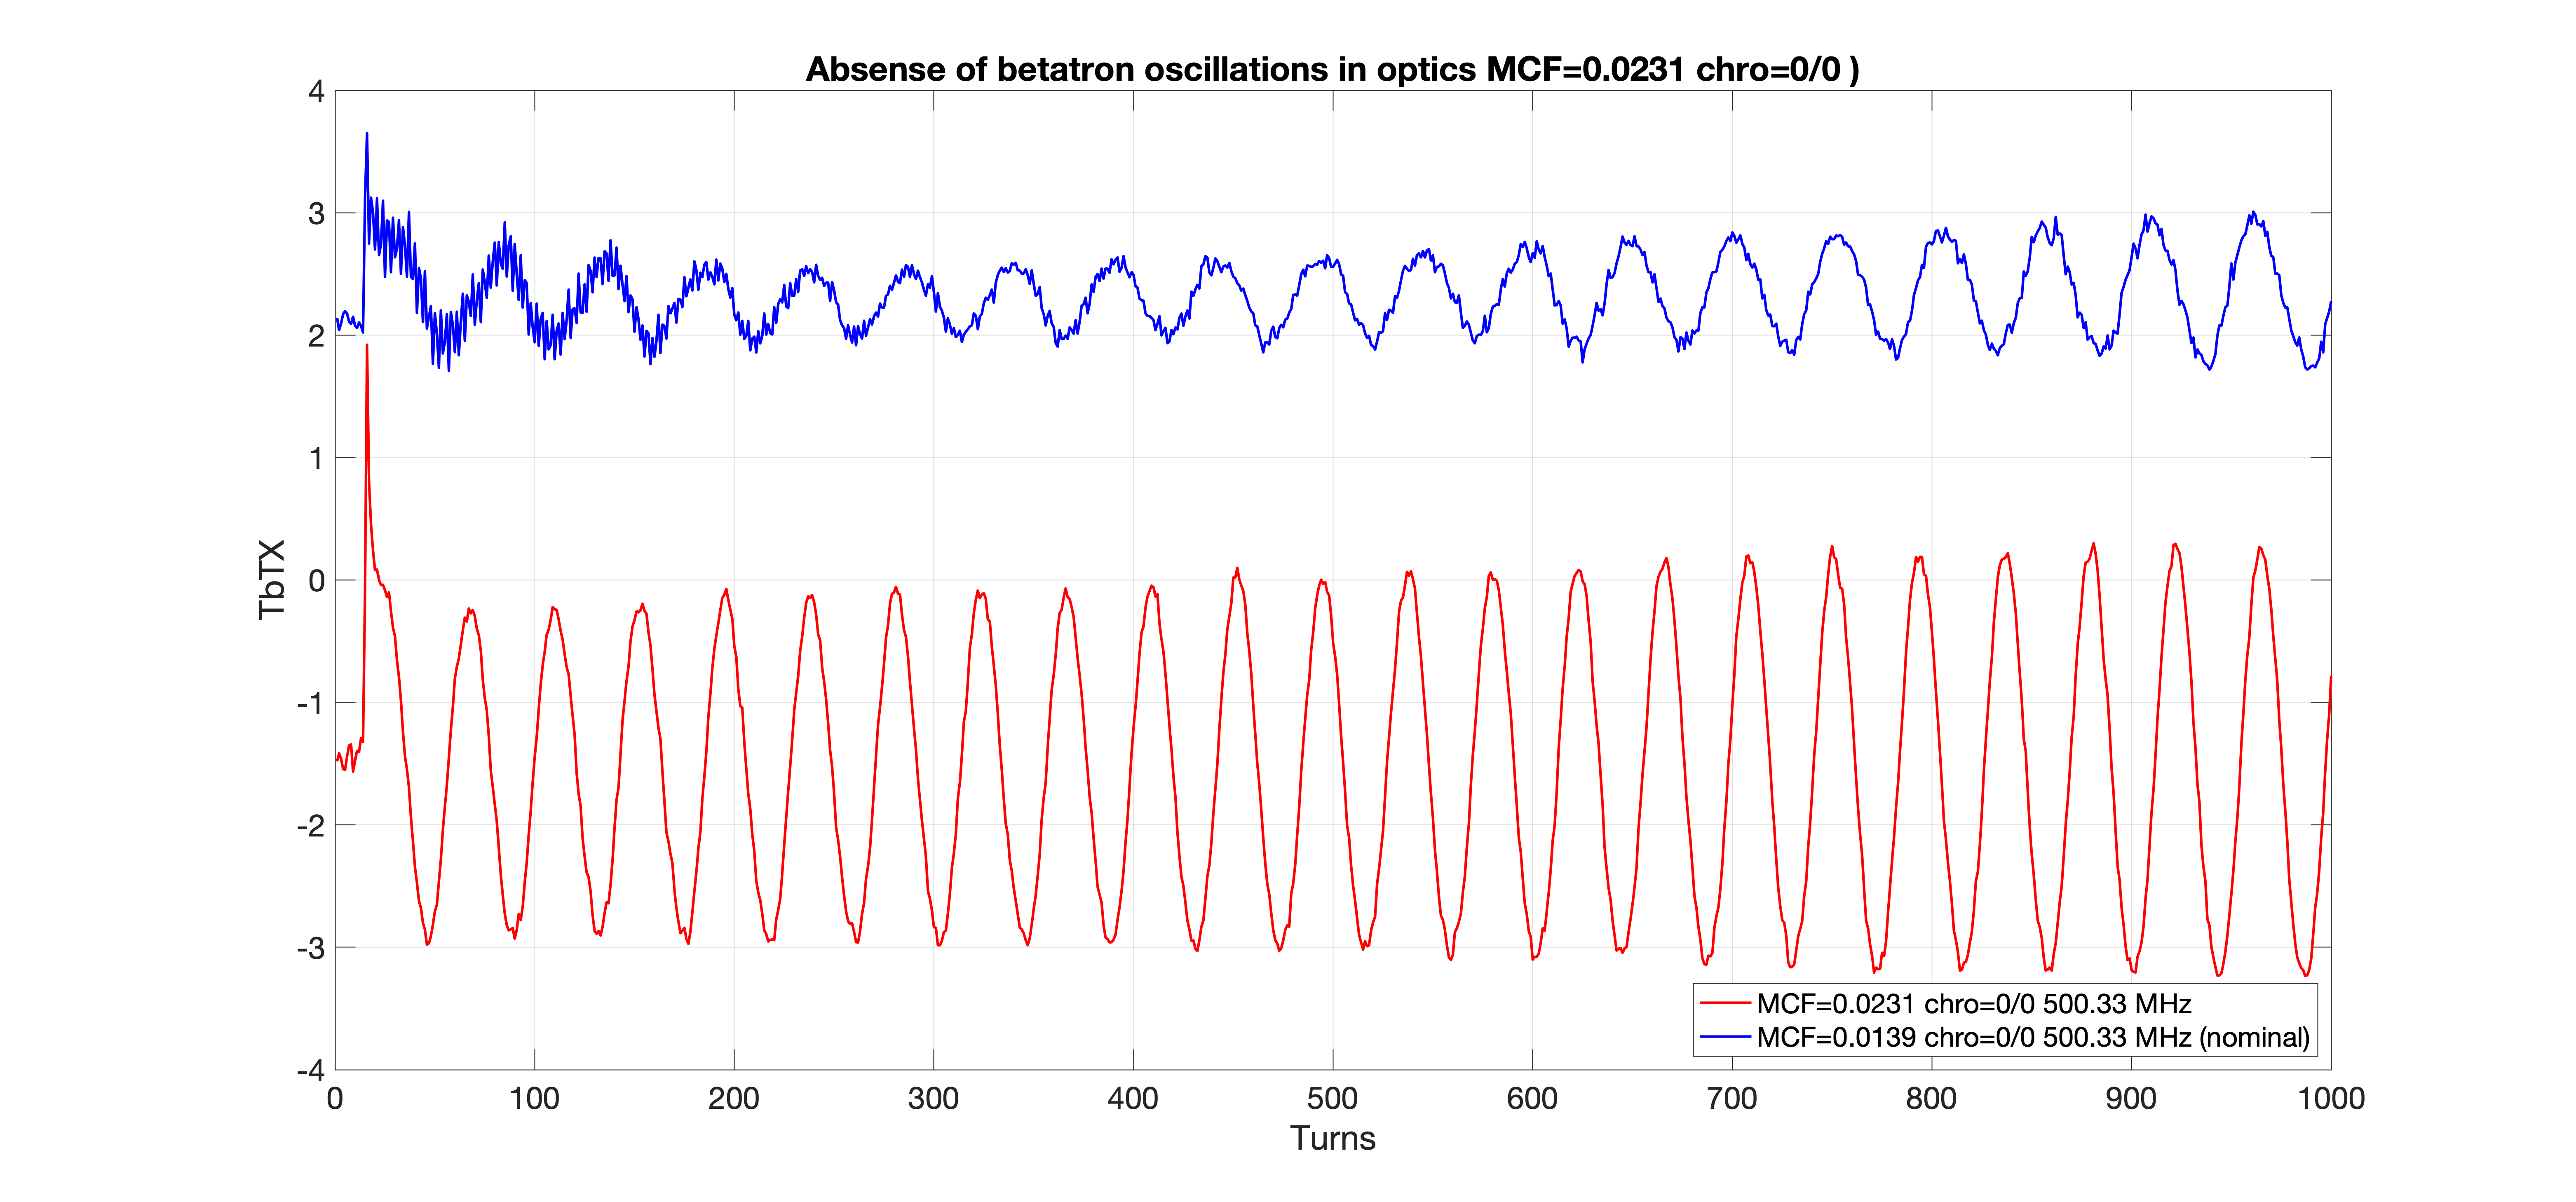 Absense of betatron oscillations in optics MCF=0.0231 chro=0/0 )
4
3
2
1
0
-1
-2
-3
-4
TbTX
0 100 200 300 400 500 600 700 800 900 1000
Turns
MCF=0.0231 chro=0/0 500.33 MHz
MCF=0.0139 chro=0/0 500.33 MHz (nominal)